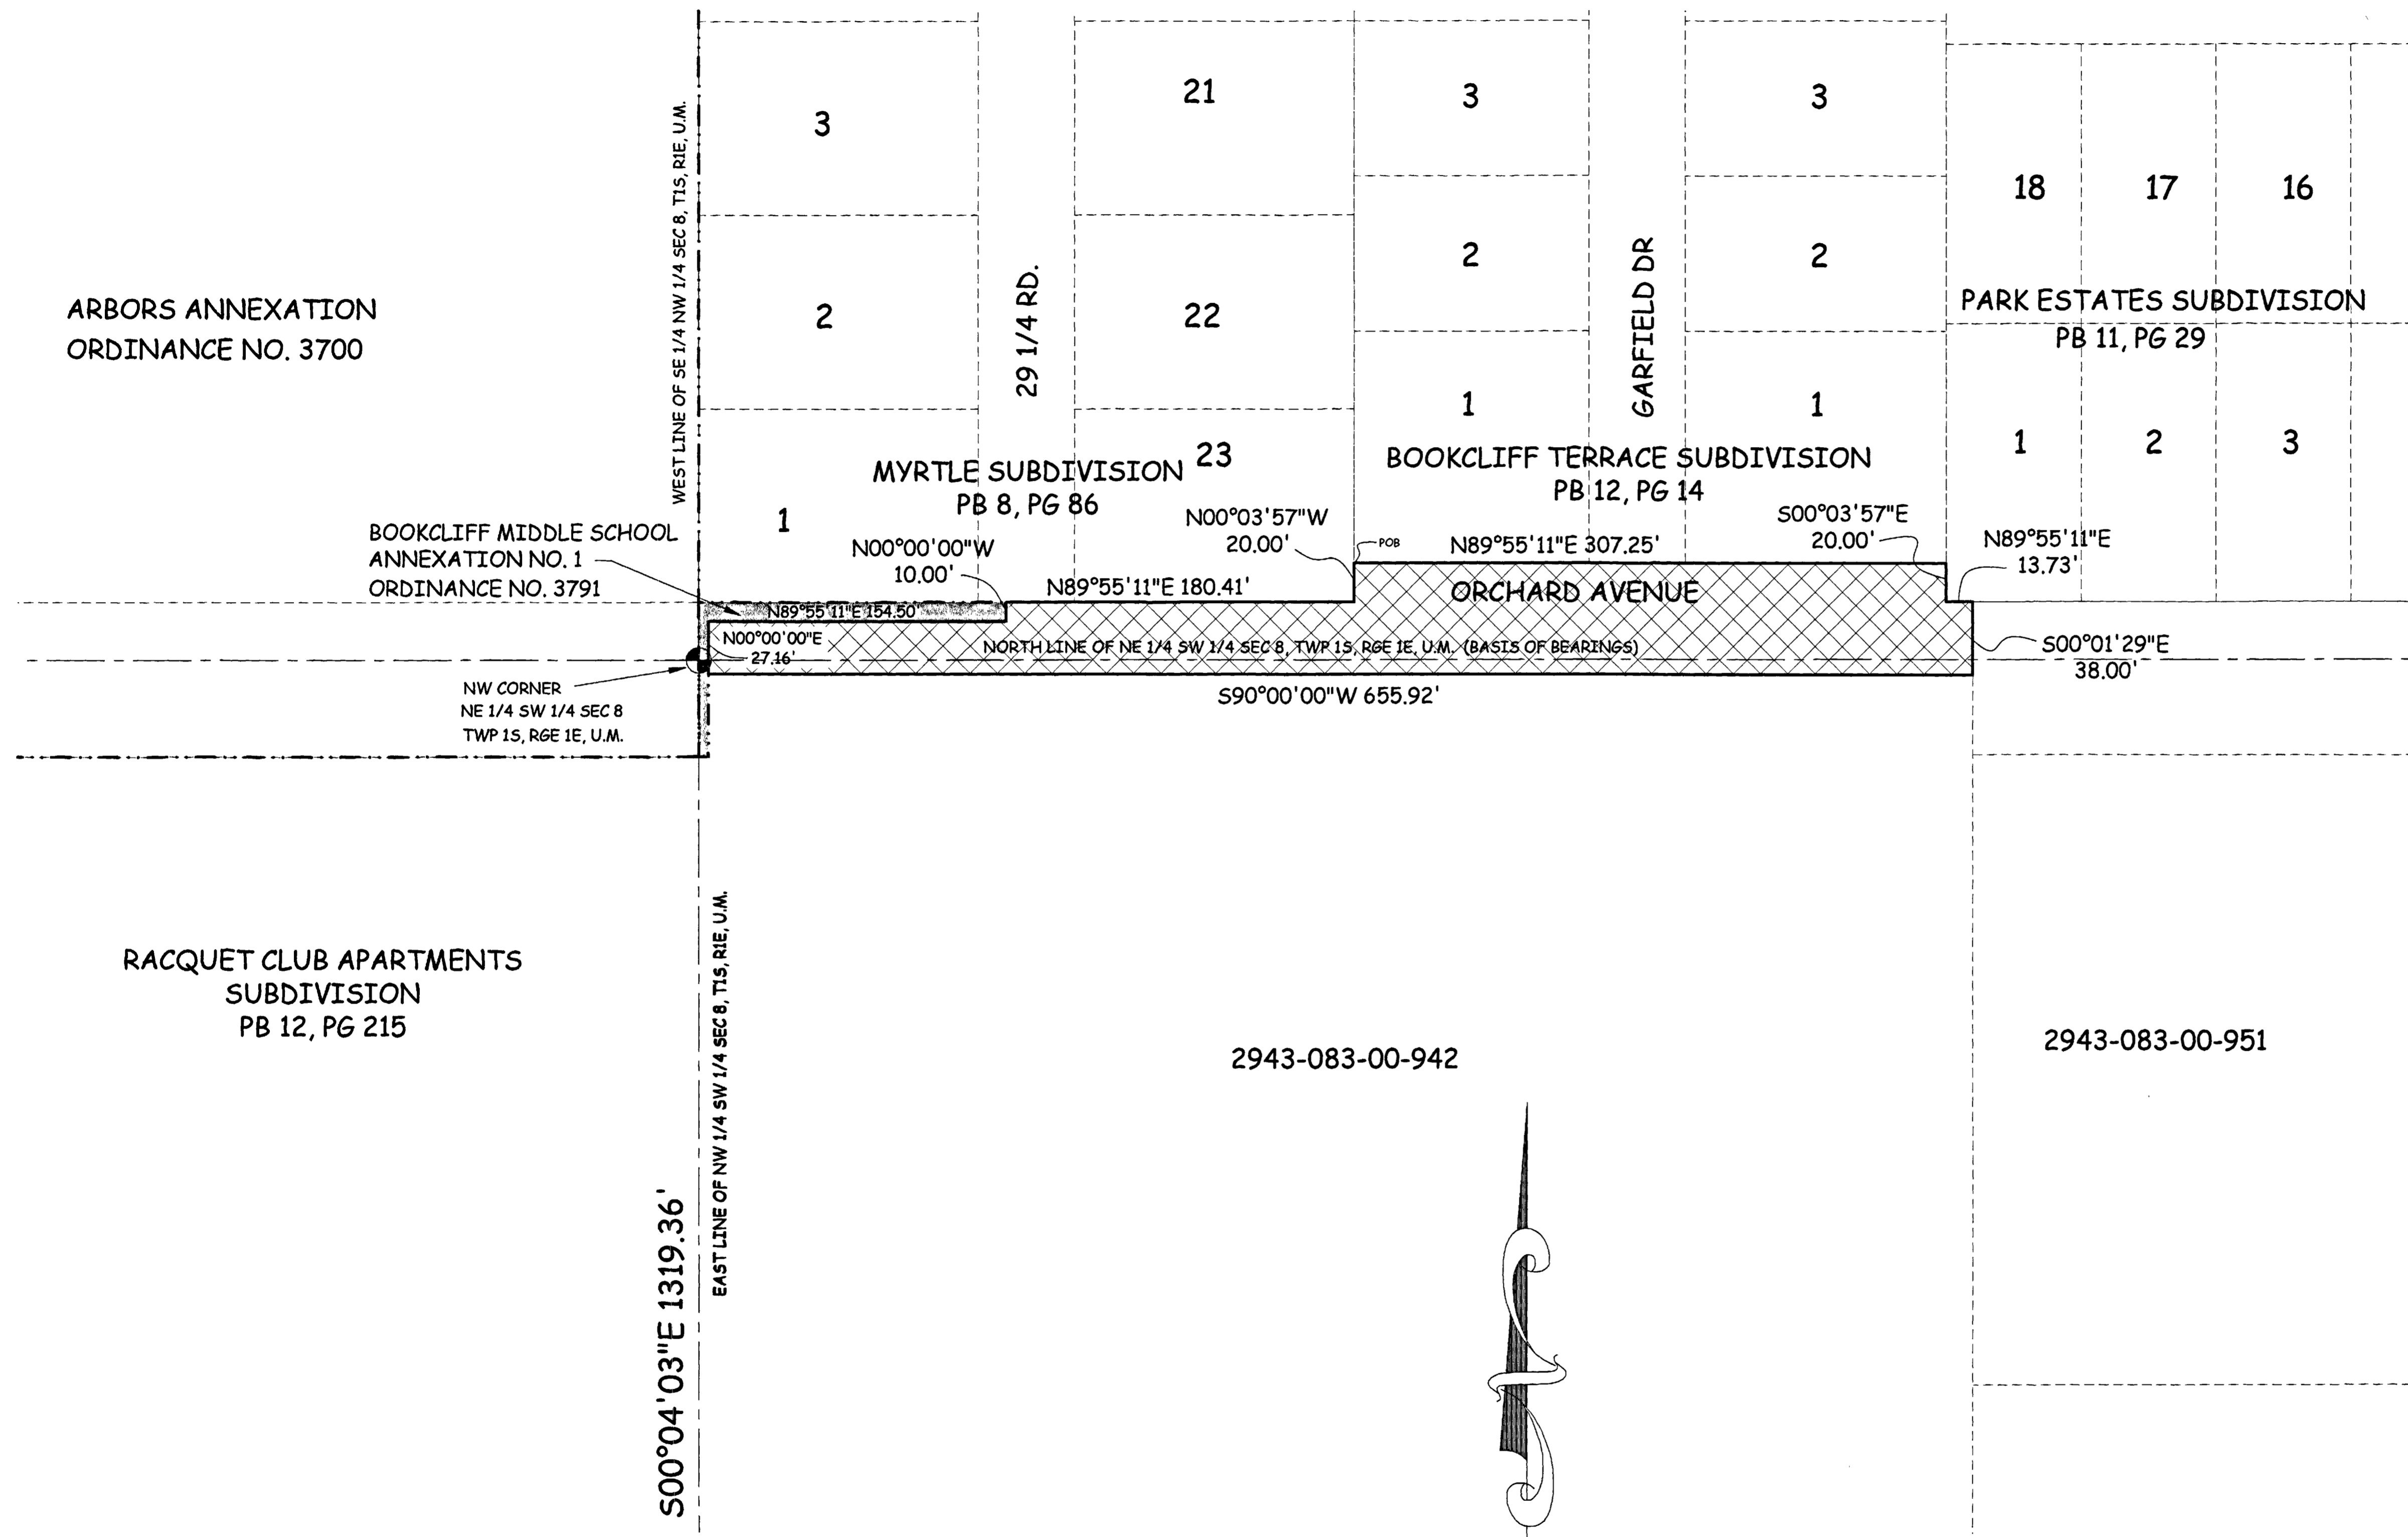 ARBORS ANNEXATION
ORDINANCE NO. 3700
WEST LINE OF SE 1/4 NW 1/4 SEC 8, T1S, R1E, U.M.
3
2
1
29 1/4 RD.
21
22
23
MYRTLE SUBDIVISION
PB 8, PG 86
3
2
1
GARFIELD DR
3
2
1
BOOKCLIFF TERRACE SUBDIVISION
PB 12, PG 14
18
17
16
PARK ESTATES SUBDIVISION
PB 11, PG 29
1
2
3
BOOKCLIFF MIDDLE SCHOOL
ANNEXATION NO. 1
ORDINANCE NO. 3791
N00°00'00"W
10.00'
N00°03'57"W
20.00'
POB
N89°55'11"E 307.25'
S00°03'57"E
20.00'
N89°55'11"E
13.73'
N89°55'11"E 180.41'
ORCHARD AVENUE
N89°55'11"E 154.50'
N00°00'00"E
27.16'
NORTH LINE OF NE 1/4 SW 1/4 SEC 8, TWP 1S, RGE 1E, U.M. (BASIS OF BEARINGS)
S00°01'29"E
38.00'
NW CORNER
NE 1/4 SW 1/4 SEC 8
TWP 1S, RGE 1E, U.M.
S90°00'00"W 655.92'
RACQUET CLUB APARTMENTS
SUBDIVISION
PB 12, PG 215
S00°04'03"E 1319.36'
EAST LINE OF NW 1/4 SW 1/4 SEC 8, T1S, R1E, U.M.
2943-083-00-942
2943-083-00-951